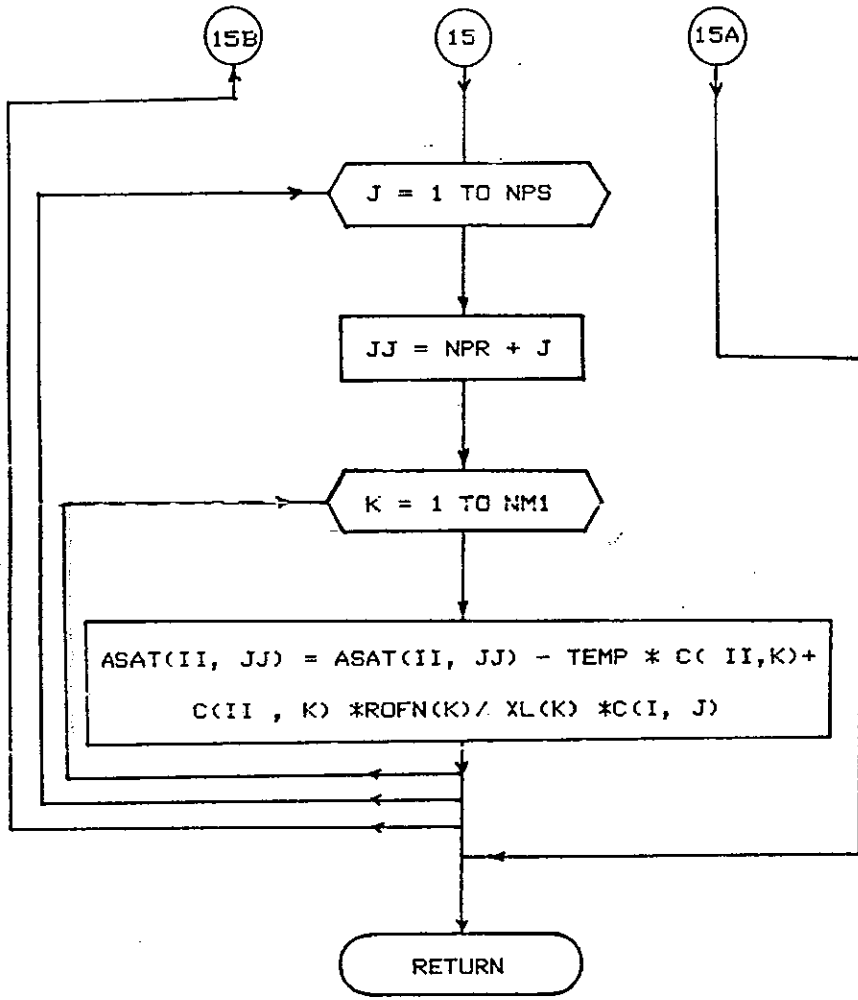 15B
15
15A
J = 1 TO NPS
JJ = NPR + J
K = 1 TO NM1
ASAT(II, JJ) = ASAT(II, JJ) - TEMP * C( II,K)+
C(II , K) *ROFN(K)/ XL(K) *C(I, J)
RETURN